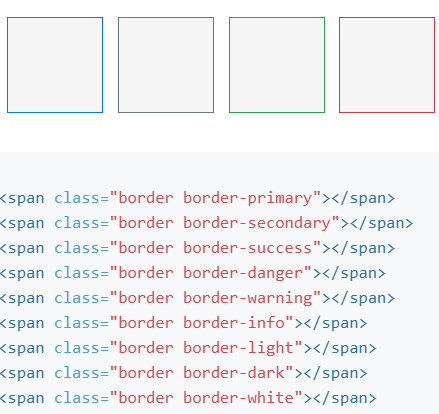 <span class="border border-primary"></span>
<span class="border border-secondary"></span>
<span class="border border-success"></span>
<span class="border border-danger"></span>
<span class="border border-warning"></span>
<span class="border border-info"></span>
<span class="border border-light"></span>
<span class="border border-dark"></span>
<span class="border border-white"></span>